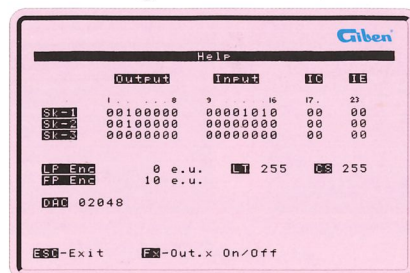 Giben
Help
Output Input IC IE
1 . . . . . . 8 9 . . . . . . 16 17 . 23
Sk-1 00100000 00001010 00 00
Sk-2 00100000 00000000 00 00
Sk-3 00000000 00000000 00 00
LP Enc 0 e.u. LT 255 CS 255
FP Enc 10 e.u.
DAC 02048
ESC-Exit Fx-Out.x On/Off